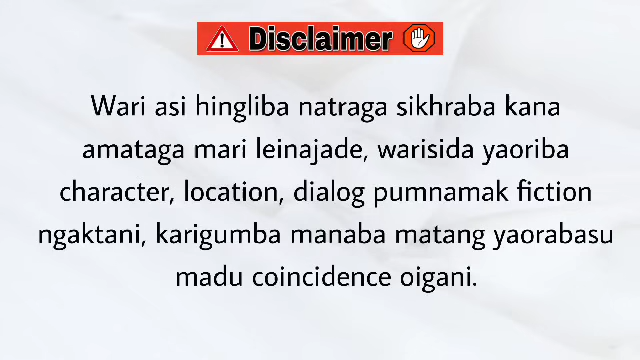 Disclaimer
Wari asi hingliba natraga sikhraba kana
amataga mari leinajade, warisida yaoriba
character, location, dialog pumnamak fiction
ngaktani, karigumba manaba matang yaorabasu
madu coincidence oigani.